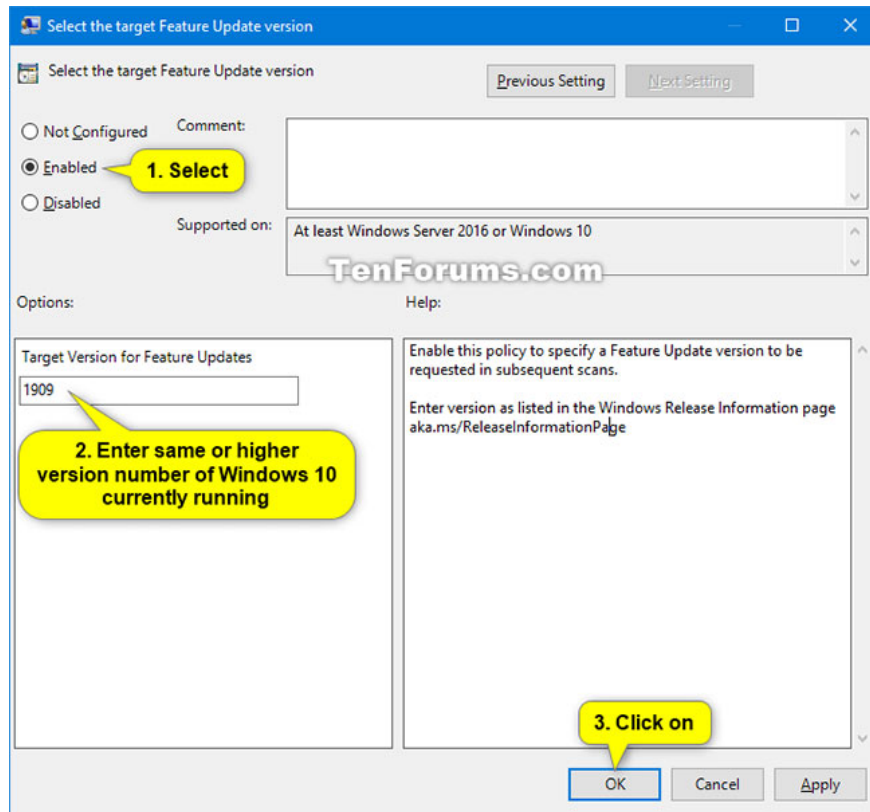 Select the target Feature Update version
Select the target Feature Update version
Previous Setting
Next Setting
Not Configured
Comment:
Enabled
1. Select
Disabled
Supported on:
At least Windows Server 2016 or Windows 10
TenForums.com
Options:
Help:
Target Version for Feature Updates
1909
2. Enter same or higher
version number of Windows 10
currently running
Enable this policy to specify a Feature Update version to be
requested in subsequent scans.
Enter version as listed in the Windows Release Information page
aka.ms/ReleaseInformationPage
3. Click on
OK
Cancel
Apply